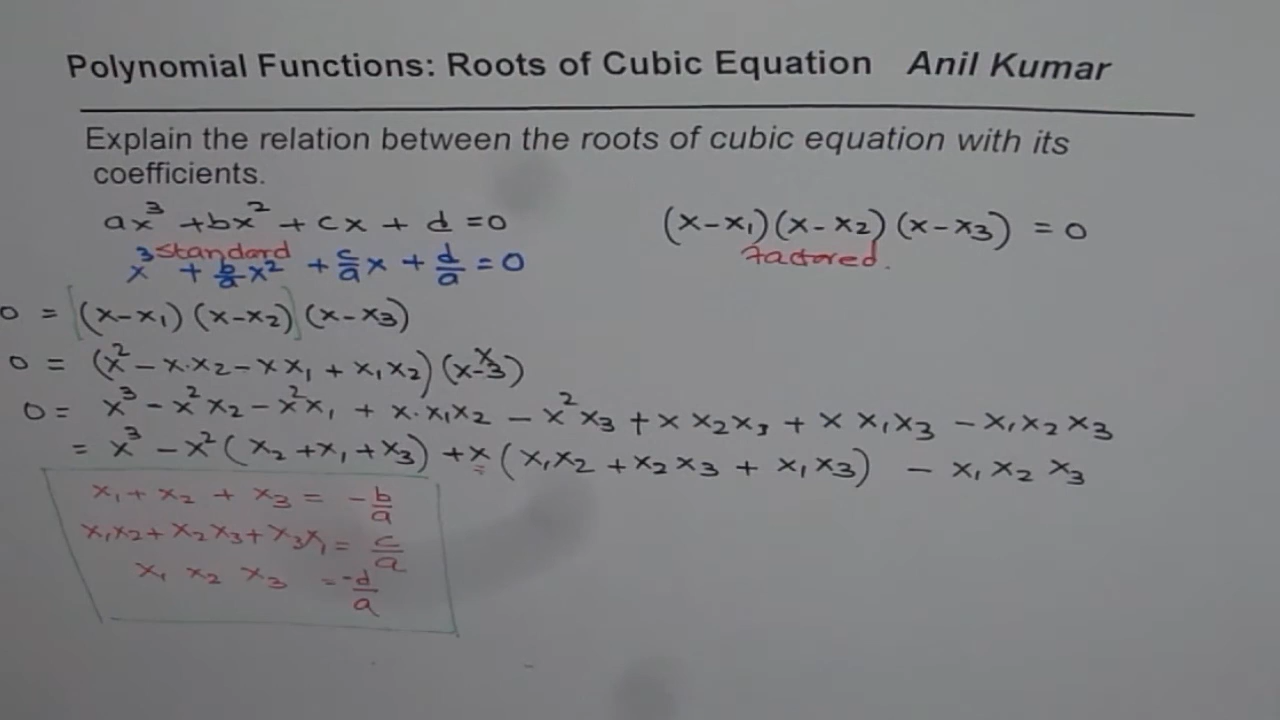 Polynomial Functions: Roots of Cubic Equation Anil Kumar
Explain the relation between the roots of cubic equation with its
coefficients.
ax³ + bx² + cx + d = 0
Standard
x³ + b/a x² + c/a x + d/a = 0
(x-x₁)(x-x₂)(x-x₃) = 0
Factored.
0 = [(x-x₁)(x-x₂)](x-x₃)
0 = (x² - x·x₂ - xx₁ + x₁x₂)(x-x₃)
0 = x³ - x²x₂ - x²x₁ + x·x₁x₂ - x²x₃ + xx₂x₃ + xx₁x₃ - x₁x₂x₃
= x³ - x²(x₂ + x₁ + x₃) + x(x₁x₂ + x₂x₃ + x₁x₃) - x₁x₂x₃
x₁ + x₂ + x₃ = -b/a
x₁x₂ + x₂x₃ + x₃x₁ = c/a
x₁ x₂ x₃ = -d/a